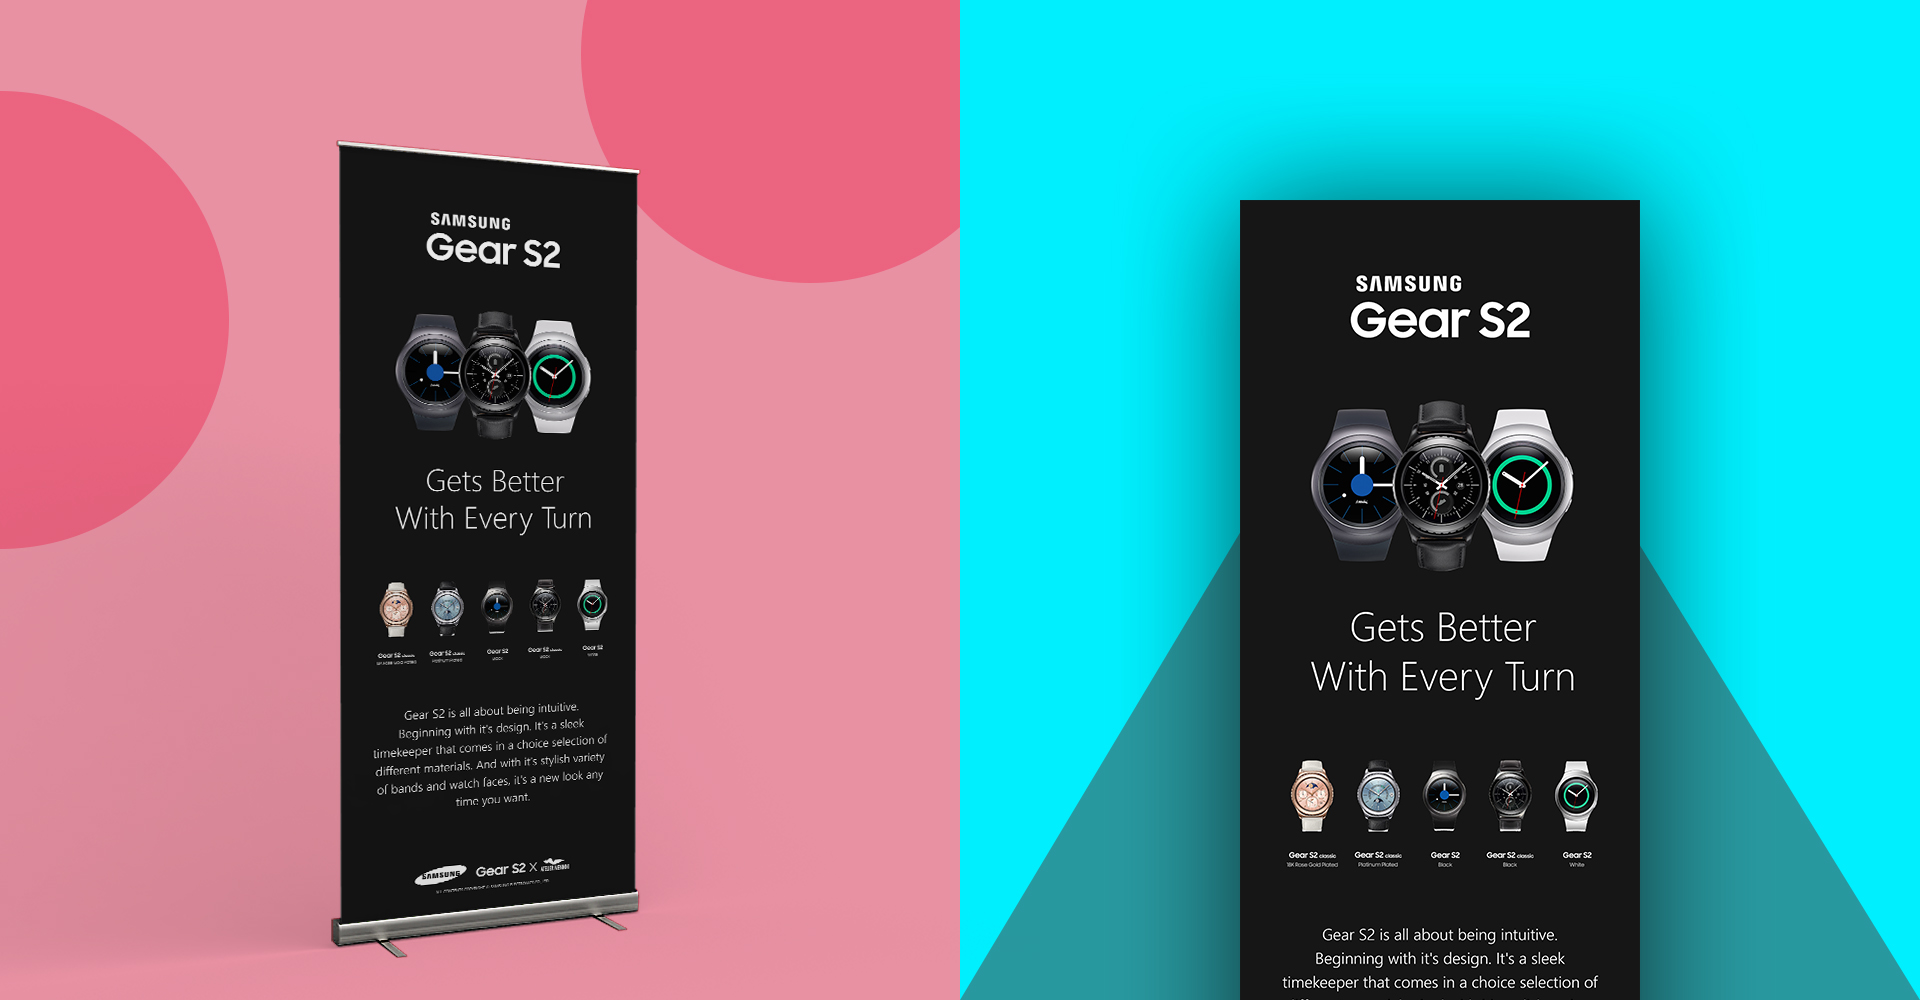 SAMSUNG
Gear S2
Gets Better
With Every Turn
Gear S2 classic
18K Rose Gold Plated
Gear S2 classic
Platinum Plated
Gear S2
Black
Gear S2 classic
Black
Gear S2
White
Gear S2 is all about being intuitive.
Beginning with it's design. It's a sleek
timekeeper that comes in a choice selection of
different materials. And with it's stylish variety
of bands and watch faces, it's a new look any
time you want.
SAMSUNG
Gear S2 X
SAMSUNG
Gear S2
Gets Better
With Every Turn
Gear S2 classic
18K Rose Gold Plated
Gear S2 classic
Platinum Plated
Gear S2
Black
Gear S2 classic
Black
Gear S2
White
Gear S2 is all about being intuitive.
Beginning with it's design. It's a sleek
timekeeper that comes in a choice selection of